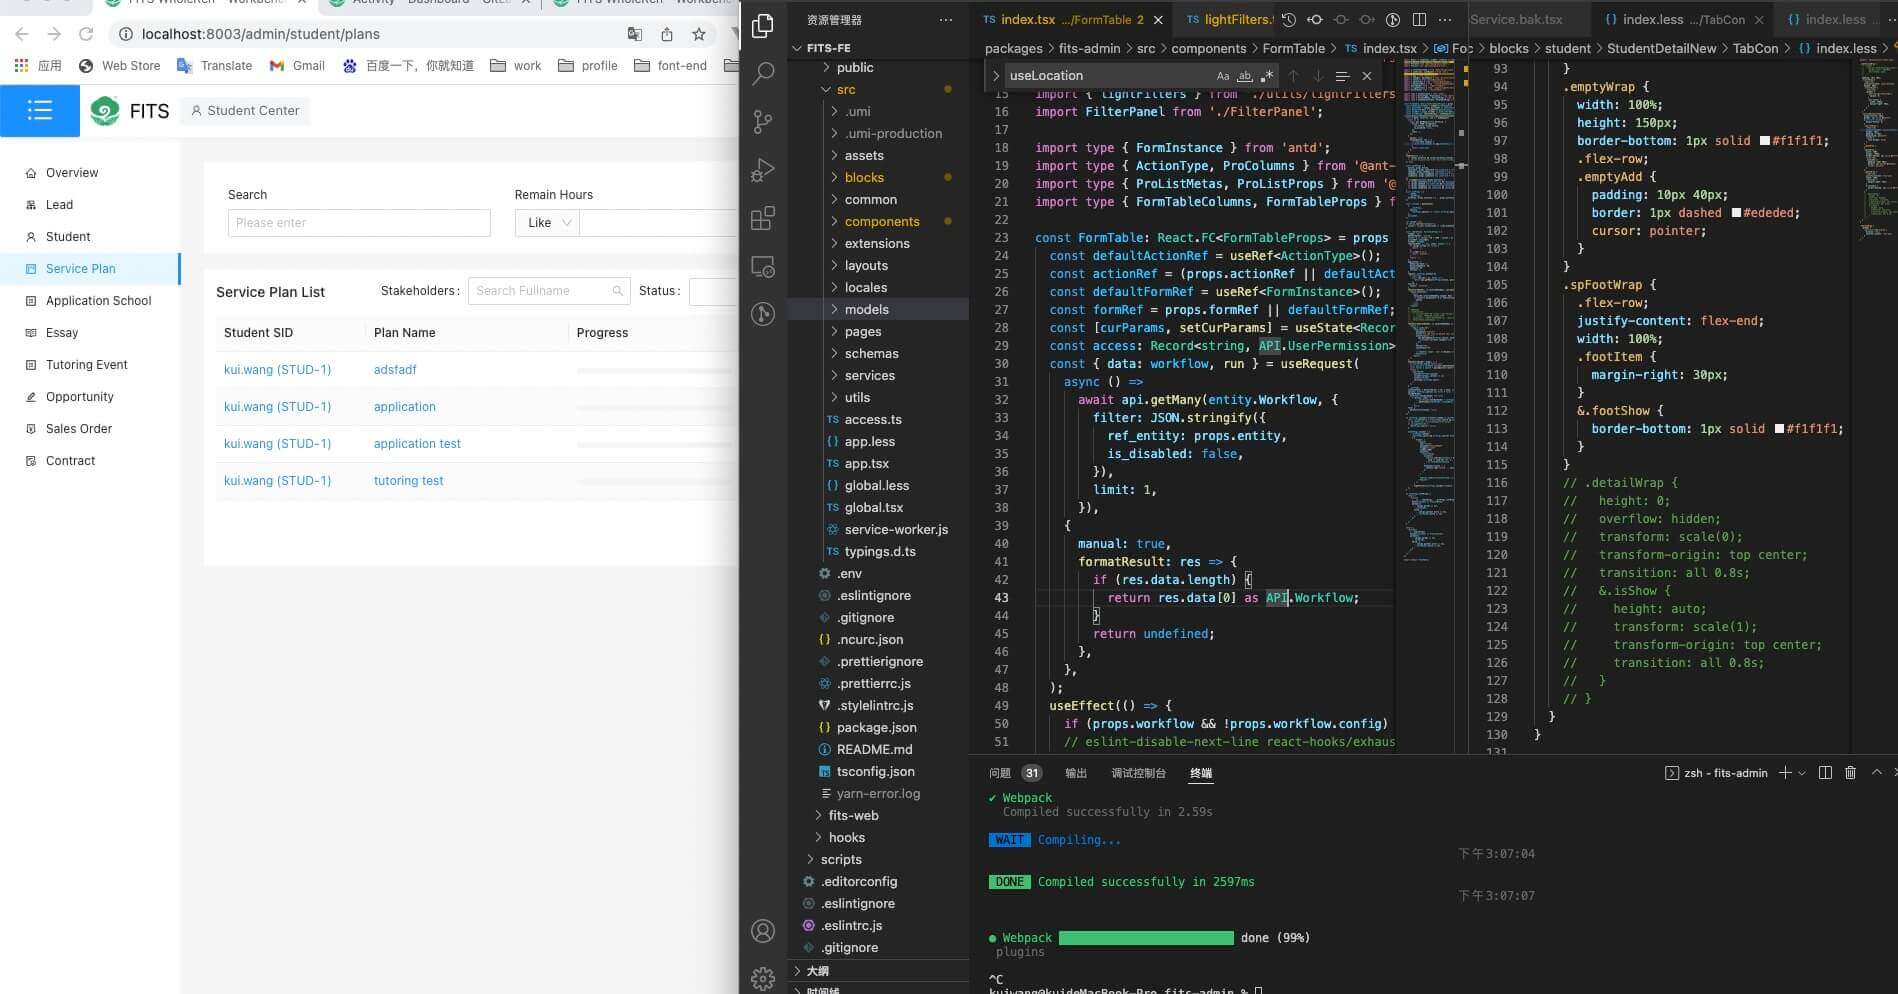 localhost:8003/admin/student/plans
应用
Web Store
Translate
Gmail
百度一下，你就知道
work
profile
font-end
FITS
Student Center
Overview
Lead
Student
Service Plan
Application School
Essay
Tutoring Event
Opportunity
Sales Order
Contract
Search
Please enter
Remain Hours
Like
Service Plan List
Stakeholders :
Search Fullname
Status :
Student SID
Plan Name
Progress
kui.wang (STUD-1)
adsfadf
kui.wang (STUD-1)
application
kui.wang (STUD-1)
application test
kui.wang (STUD-1)
tutoring test
资源管理器
FITS-FE
public
src
.umi
.umi-production
assets
blocks
common
components
extensions
layouts
locales
models
pages
schemas
services
utils
TS access.ts
{} app.less
TS app.tsx
{} global.less
TS global.tsx
service-worker.js
TS typings.d.ts
.env
.eslintignore
.gitignore
{} .ncurc.json
.prettierignore
.prettierrc.js
.stylelintrc.js
{} package.json
README.md
tsconfig.json
yarn-error.log
fits-web
hooks
scripts
.editorconfig
.eslintignore
.eslintrc.js
.gitignore
大纲
时间线
TS index.tsx .../FormTable 2
TS lightFilters.
Service.bak.tsx
{} index.less .../TabCon
{} index.less ...
packages > fits-admin > src > components > FormTable > TS index.tsx >
blocks > student > StudentDetailNew > TabCon > {} index.less >
useLocation
Aa
15 import { lightFilters } from './utils/lightFilters
16 import FilterPanel from './FilterPanel';
17
18 import type { FormInstance } from 'antd';
19 import type { ActionType, ProColumns } from '@ant-
20 import type { ProListMetas, ProListProps } from '@
21 import type { FormTableColumns, FormTableProps } f
22
23 const FormTable: React.FC<FormTableProps> = props
24 const defaultActionRef = useRef<ActionType>();
25 const actionRef = (props.actionRef || defaultAct
26 const defaultFormRef = useRef<FormInstance>();
27 const formRef = props.formRef || defaultFormRef;
28 const [curParams, setCurParams] = useState<Recor
29 const access: Record<string, API.UserPermission>
30 const { data: workflow, run } = useRequest(
31 async () =>
32 await api.getMany(entity.Workflow, {
33 filter: JSON.stringify({
34 ref_entity: props.entity,
35 is_disabled: false,
36 }),
37 limit: 1,
38 }),
39 {
40 manual: true,
41 formatResult: res => {
42 if (res.data.length) {
43 return res.data[0] as API.Workflow;
44 }
45 return undefined;
46 },
47 },
48 );
49 useEffect(() => {
50 if (props.workflow && !props.workflow.config)
51 // eslint-disable-next-line react-hooks/exhaus
93 }
94 .emptyWrap {
95 width: 100%;
96 height: 150px;
97 border-bottom: 1px solid #f1f1f1;
98 .flex-row;
99 .emptyAdd {
100 padding: 10px 40px;
101 border: 1px dashed #ededed;
102 cursor: pointer;
103 }
104 }
105 .spFootWrap {
106 .flex-row;
107 justify-content: flex-end;
108 width: 100%;
109 .footItem {
110 margin-right: 30px;
111 }
112 &.footShow {
113 border-bottom: 1px solid #f1f1f1;
114 }
115 }
116 // .detailWrap {
117 // height: 0;
118 // overflow: hidden;
119 // transform: scale(0);
120 // transform-origin: top center;
121 // transition: all 0.8s;
122 // &.isShow {
123 // height: auto;
124 // transform: scale(1);
125 // transform-origin: top center;
126 // transition: all 0.8s;
127 // }
128 // }
129 }
130 }
131
问题 31
输出
调试控制台
终端
zsh - fits-admin
✔ Webpack
Compiled successfully in 2.59s
WAIT Compiling...
下午3:07:04
DONE Compiled successfully in 2597ms
下午3:07:07
● Webpack done (99%)
plugins
^C
kuiwang@kuideMacBook-Pro fits-admin %